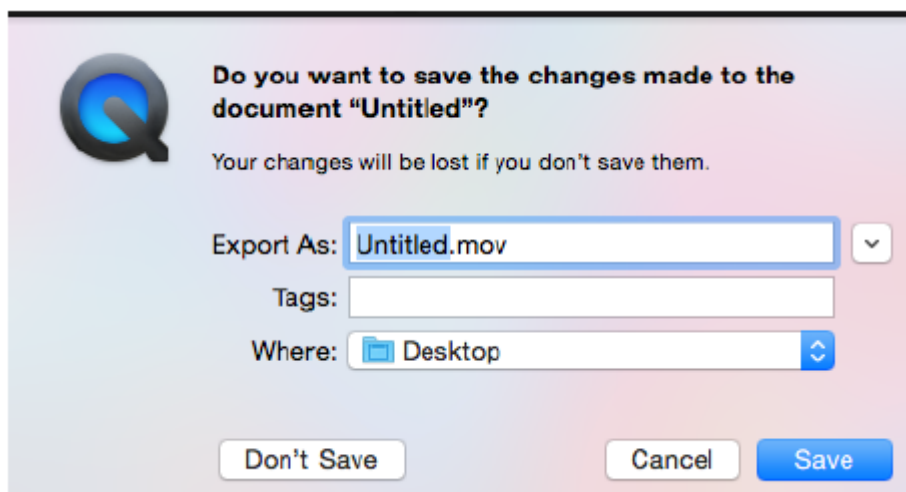 Do you want to save the changes made to the
document “Untitled”?
Your changes will be lost if you don’t save them.
Export As: Untitled.mov
Tags:
Where: Desktop
Don’t Save Cancel Save